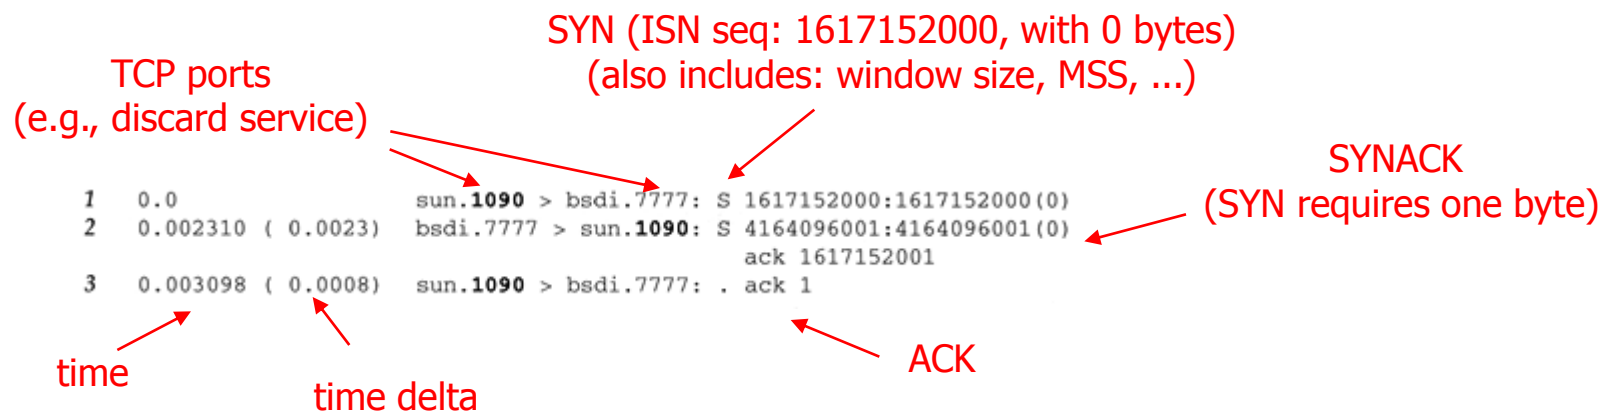 SYN (ISN seq: 1617152000, with 0 bytes)
(also includes: window size, MSS, ...)
TCP ports
(e.g., discard service)
SYNACK
(SYN requires one byte)
1 0.0 sun.1090 > bsdi.7777: S 1617152000:1617152000(0)
2 0.002310 ( 0.0023) bsdi.7777 > sun.1090: S 4164096001:4164096001(0)
ack 1617152001
3 0.003098 ( 0.0008) sun.1090 > bsdi.7777: . ack 1
time
time delta
ACK